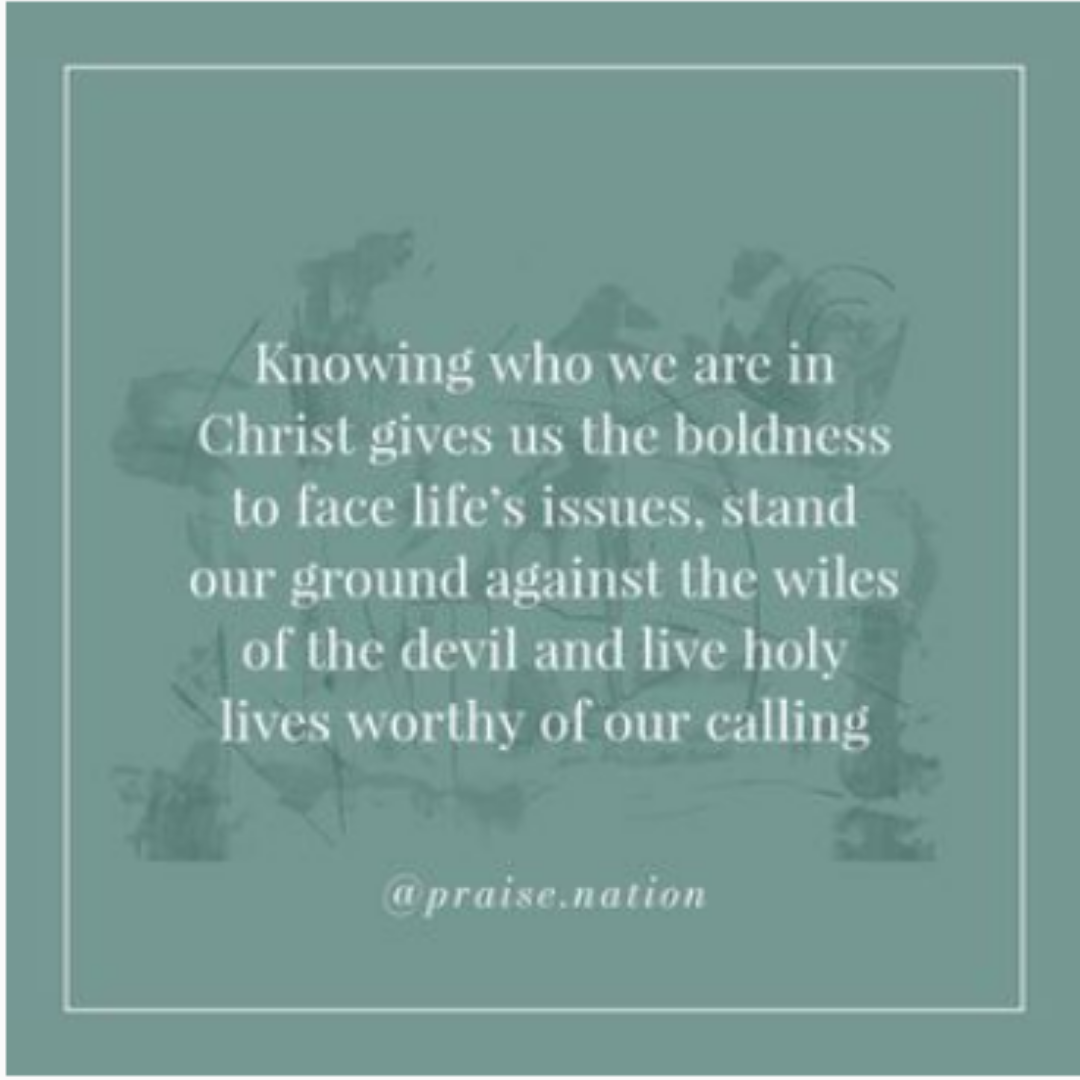 Knowing who we are in
Christ gives us the boldness
to face life’s issues, stand
our ground against the wiles
of the devil and live holy
lives worthy of our calling
@praise.nation